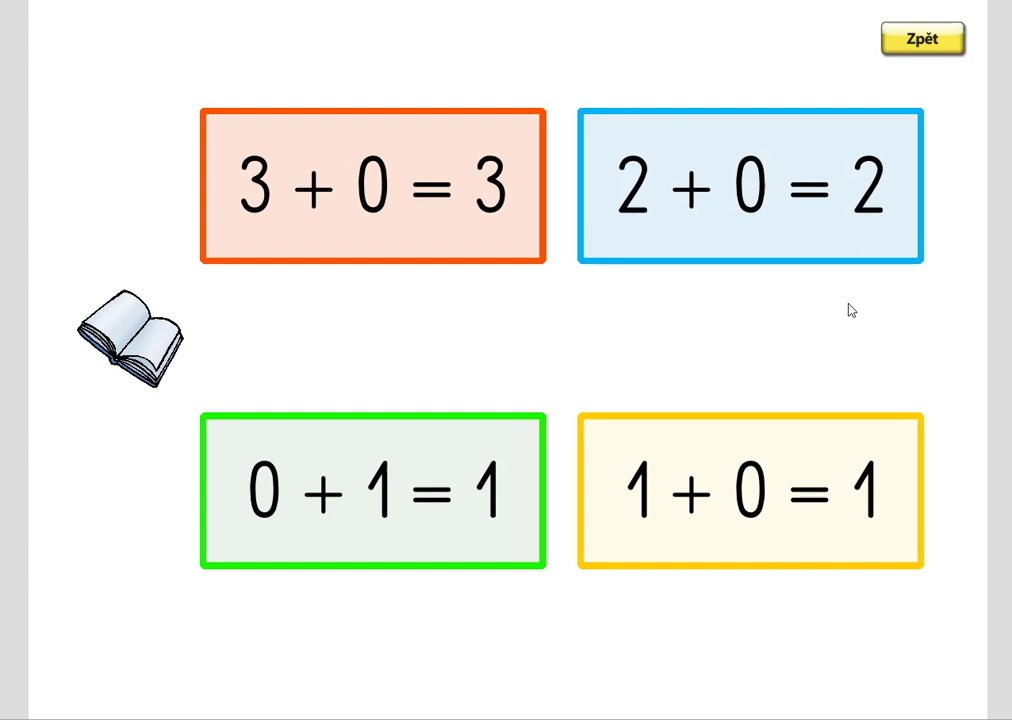 Zpět
3 + 0 = 3
2 + 0 = 2
0 + 1 = 1
1 + 0 = 1